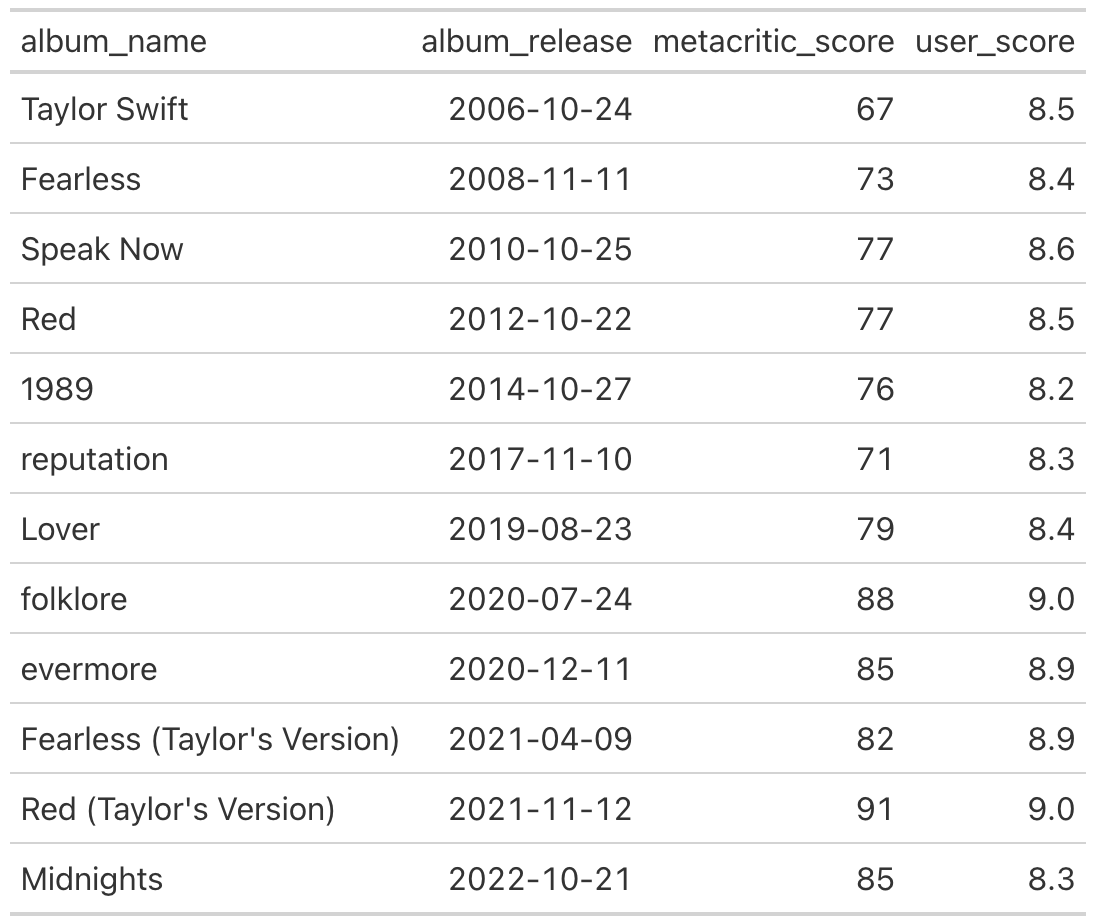 album_name album_release metacritic_score user_score
Taylor Swift 2006-10-24 67 8.5
Fearless 2008-11-11 73 8.4
Speak Now 2010-10-25 77 8.6
Red 2012-10-22 77 8.5
1989 2014-10-27 76 8.2
reputation 2017-11-10 71 8.3
Lover 2019-08-23 79 8.4
folklore 2020-07-24 88 9.0
evermore 2020-12-11 85 8.9
Fearless (Taylor's Version) 2021-04-09 82 8.9
Red (Taylor's Version) 2021-11-12 91 9.0
Midnights 2022-10-21 85 8.3